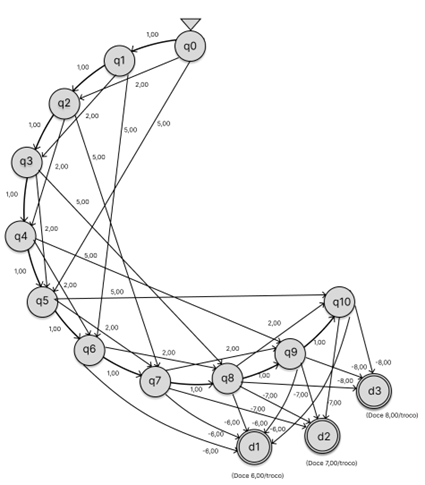 q0
1,00
q1
1,00
2,00
q2
2,00
5,00
5,00
1,00
5,00
q3
2,00
1,00
5,00
q4
2,00
5,00
1,00
2,00
5,00
q5
q10
1,00
2,00
2,00
1,00
q6
2,00
2,00
q9
1,00
q7
q8
1,00
1,00
-8,00
-8,00
-8,00
d3
-7,00
-7,00
-7,00
(Doce 8,00/troco)
-6,00
-6,00
-6,00
-6,00
-6,00
d1
d2
(Doce 7,00/troco)
(Doce 6,00/troco)